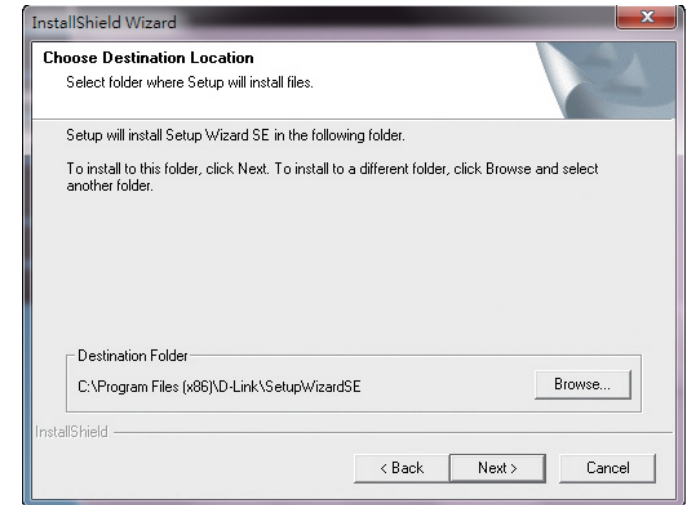 InstallShield Wizard
Choose Destination Location
Select folder where Setup will install files.
Setup will install Setup Wizard SE in the following folder.
To install to this folder, click Next. To install to a different folder, click Browse and select
another folder.
Destination Folder
C:\Program Files (x86)\D-Link\SetupWizardSE
Browse...
InstallShield
< Back
Next >
Cancel